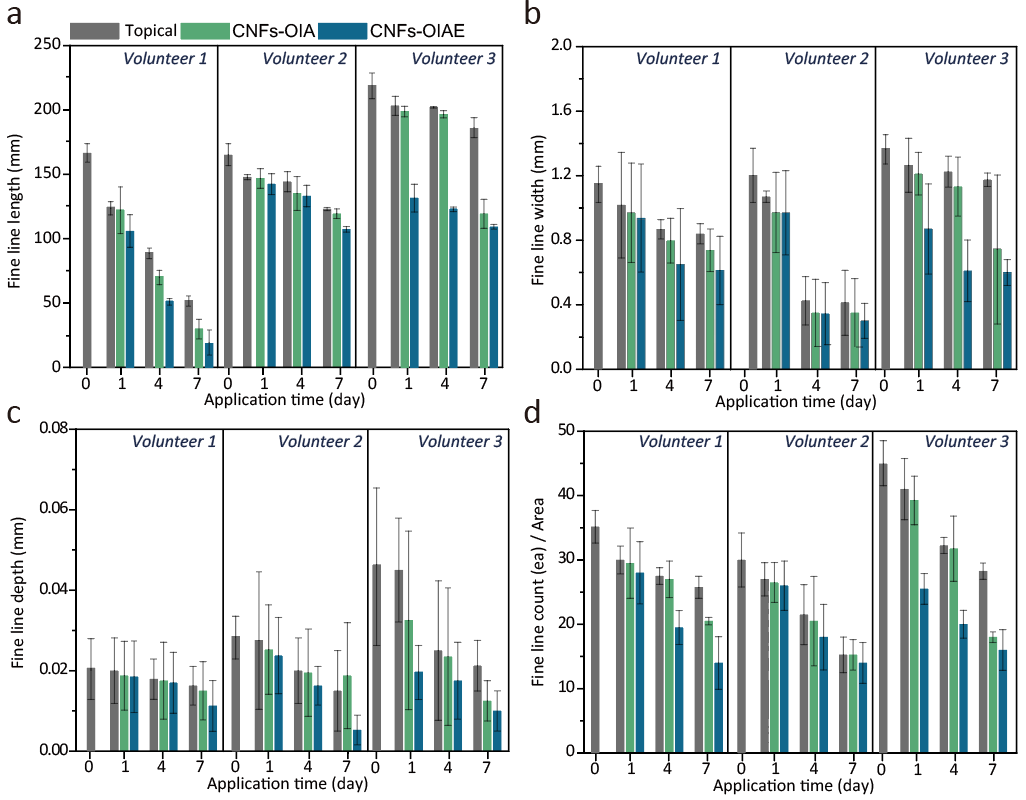 a
b
Topical CNFs-OIA CNFs-OIAE
250
200
150
100
50
0
Fine line length (mm)
Volunteer 1 Volunteer 2 Volunteer 3
0 1 4 7 0 1 4 7 0 1 4 7
Application time (day)
2.0
1.6
1.2
0.8
0.4
0.0
Fine line width (mm)
Volunteer 1 Volunteer 2 Volunteer 3
0 1 4 7 0 1 4 7 0 1 4 7
Application time (day)
c
d
0.08
0.06
0.04
0.02
0.00
Fine line depth (mm)
Volunteer 1 Volunteer 2 Volunteer 3
0 1 4 7 0 1 4 7 0 1 4 7
Application time (day)
50
40
30
20
10
0
Fine line count (ea) / Area
Volunteer 1 Volunteer 2 Volunteer 3
0 1 4 7 0 1 4 7 0 1 4 7
Application time (day)